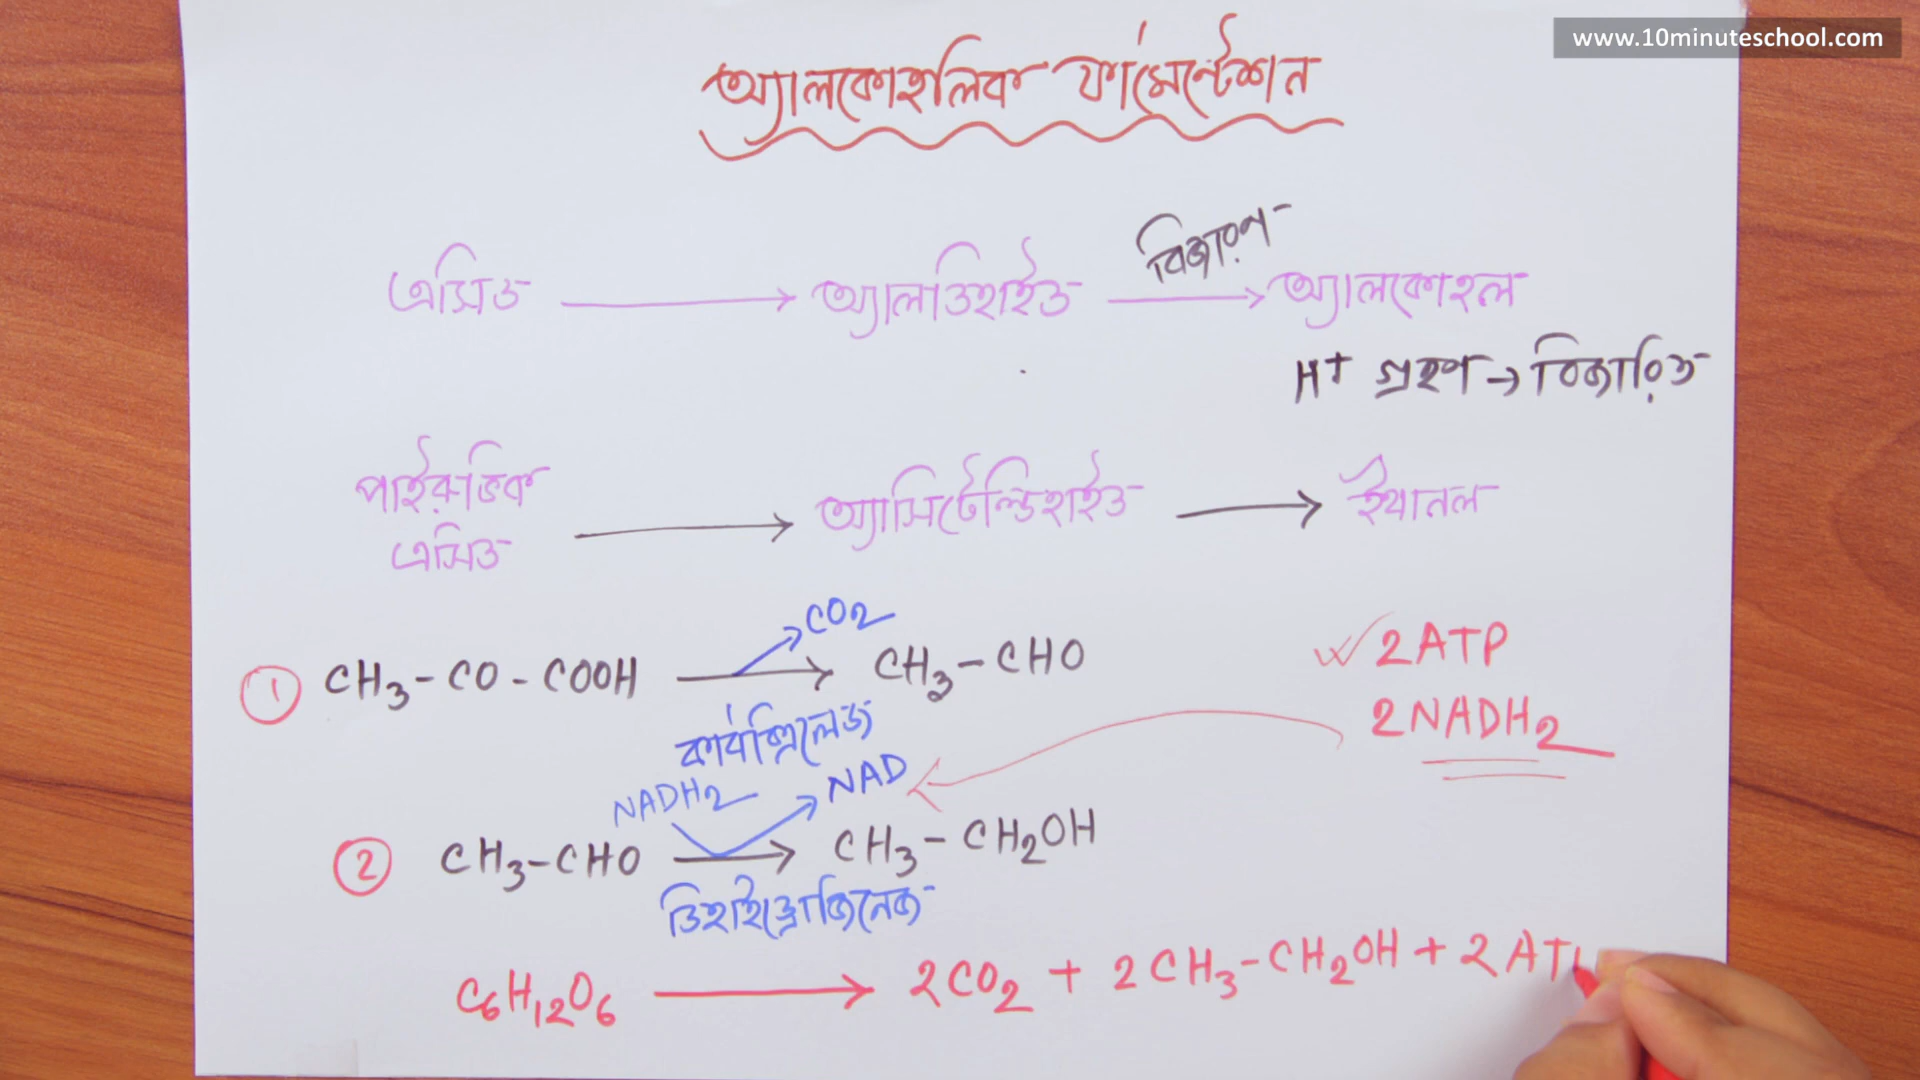 www.10minuteschool.com
অ্যালকোহলিক ফার্মেন্টেশন
এসিড → অ্যালডিহাইড → বিজারণ অ্যালকোহল
H+ গ্রহণ → বিজারিত
পাইরুভিক
এসিড → অ্যাসিটেল্ডিহাইড → ইথানল
CO2
① CH3 - CO - COOH → CH3 - CHO
কার্বক্সিলেজ
2ATP
2NADH2
NADH2 NAD
② CH3 - CHO → CH3 - CH2OH
ডিহাইড্রোজিনেজ
C6H12O6 → 2CO2 + 2CH3 - CH2OH + 2AT